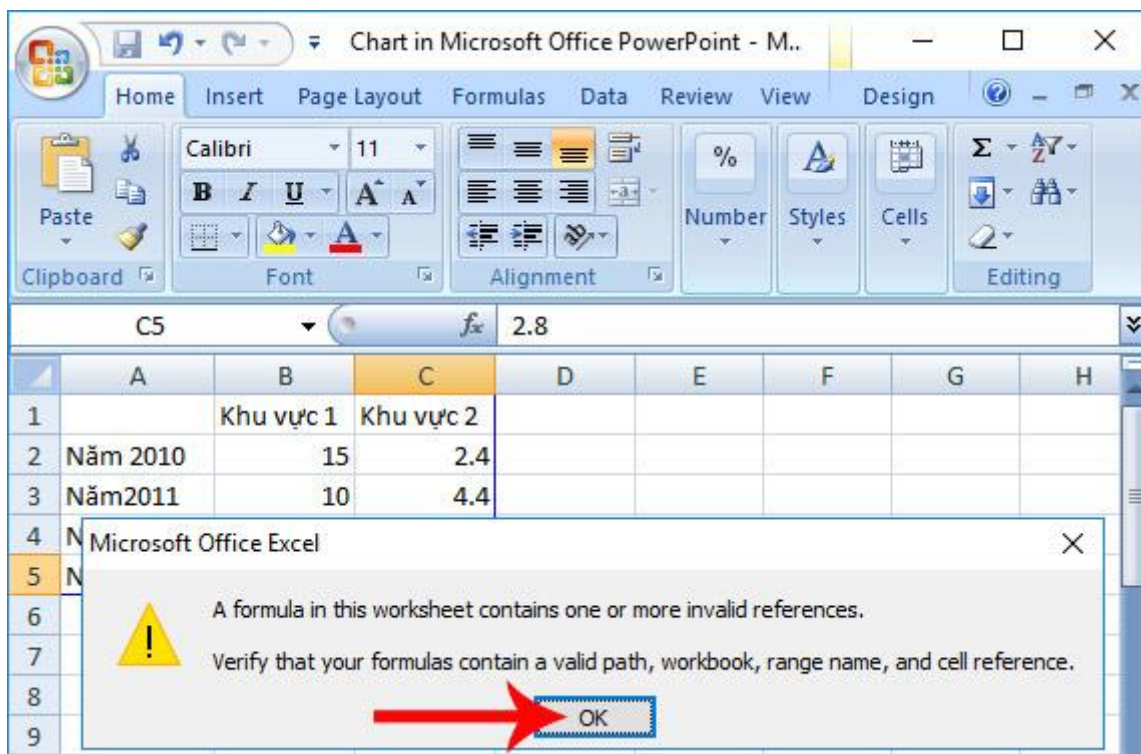 Chart in Microsoft Office PowerPoint - M..
Home Insert Page Layout Formulas Data Review View Design
Calibri 11
% A
B I U A A
Paste Number Styles Cells
A
Clipboard Font Alignment Editing
C5 fx 2.8
A B C D E F G H
1 Khu vực 1 Khu vực 2
2 Năm 2010 15 2.4
3 Năm2011 10 4.4
4 N
Microsoft Office Excel
5 N
6
A formula in this worksheet contains one or more invalid references.
7
Verify that your formulas contain a valid path, workbook, range name, and cell reference.
8
OK
9